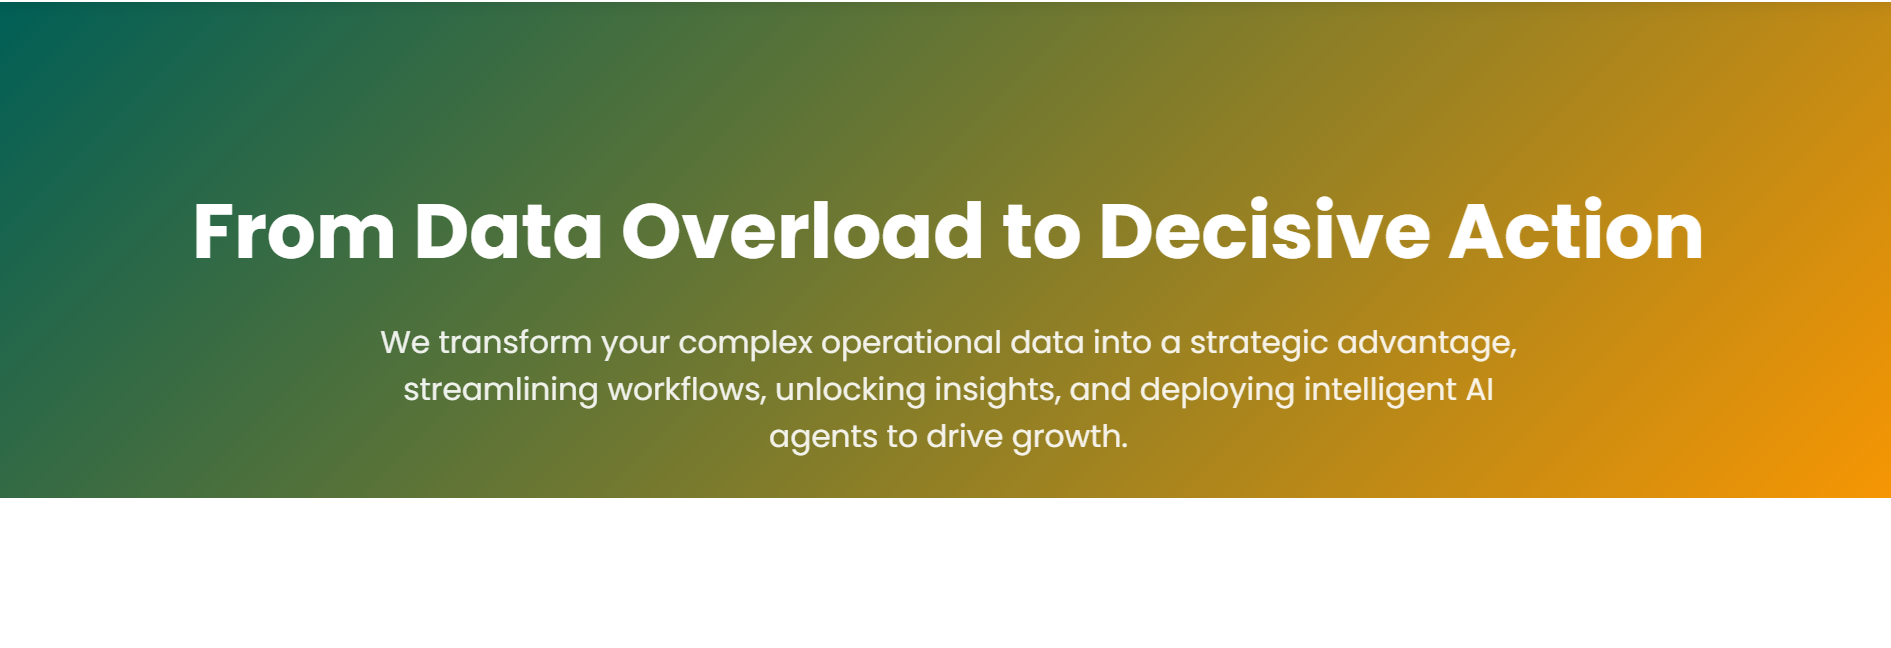 From Data Overload to Decisive Action
We transform your complex operational data into a strategic advantage,
streamlining workflows, unlocking insights, and deploying intelligent AI
agents to drive growth.